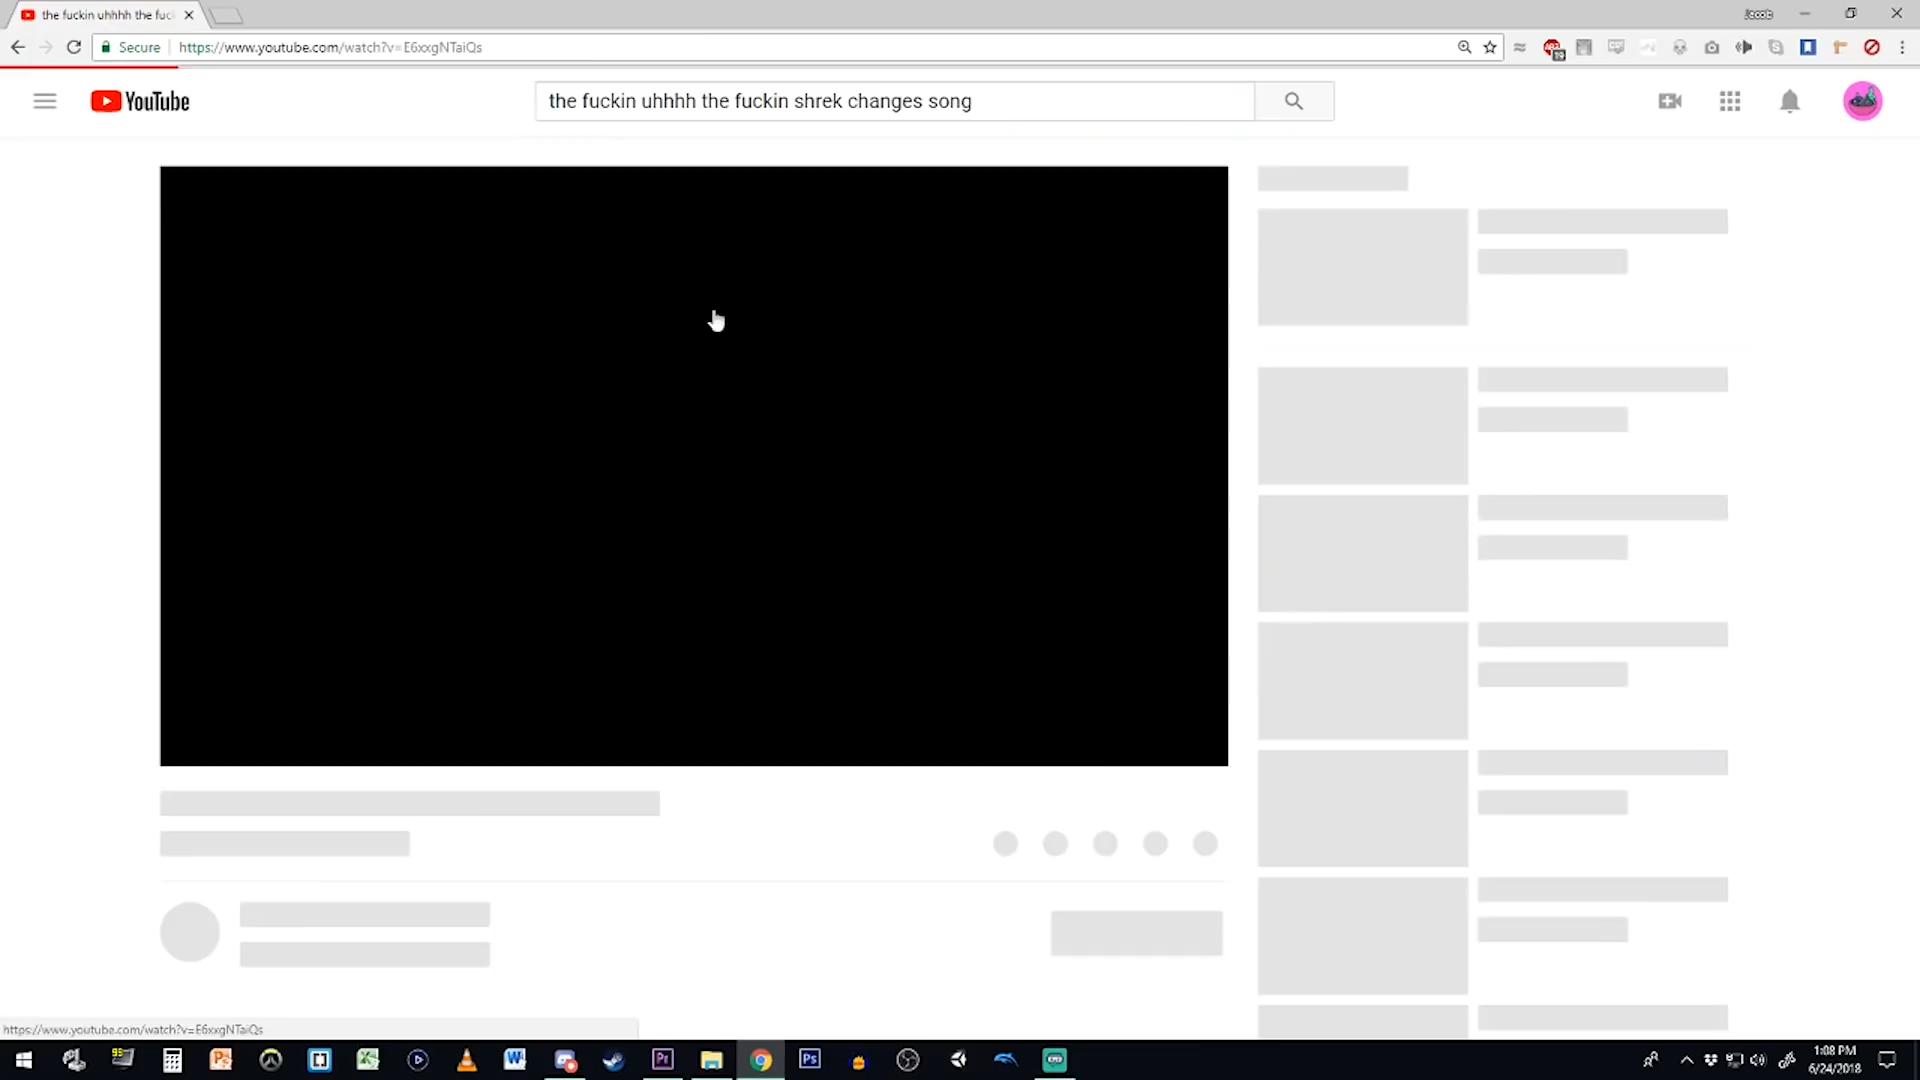 the fuckin uhhhh the fuc
Jacob
Secure
https://www.youtube.com/watch?v=E6xxgNTaiQs
YouTube
the fuckin uhhhh the fuckin shrek changes song
https://www.youtube.com/watch?v=E6xxgNTaiQs
1:08 PM
6/24/2018